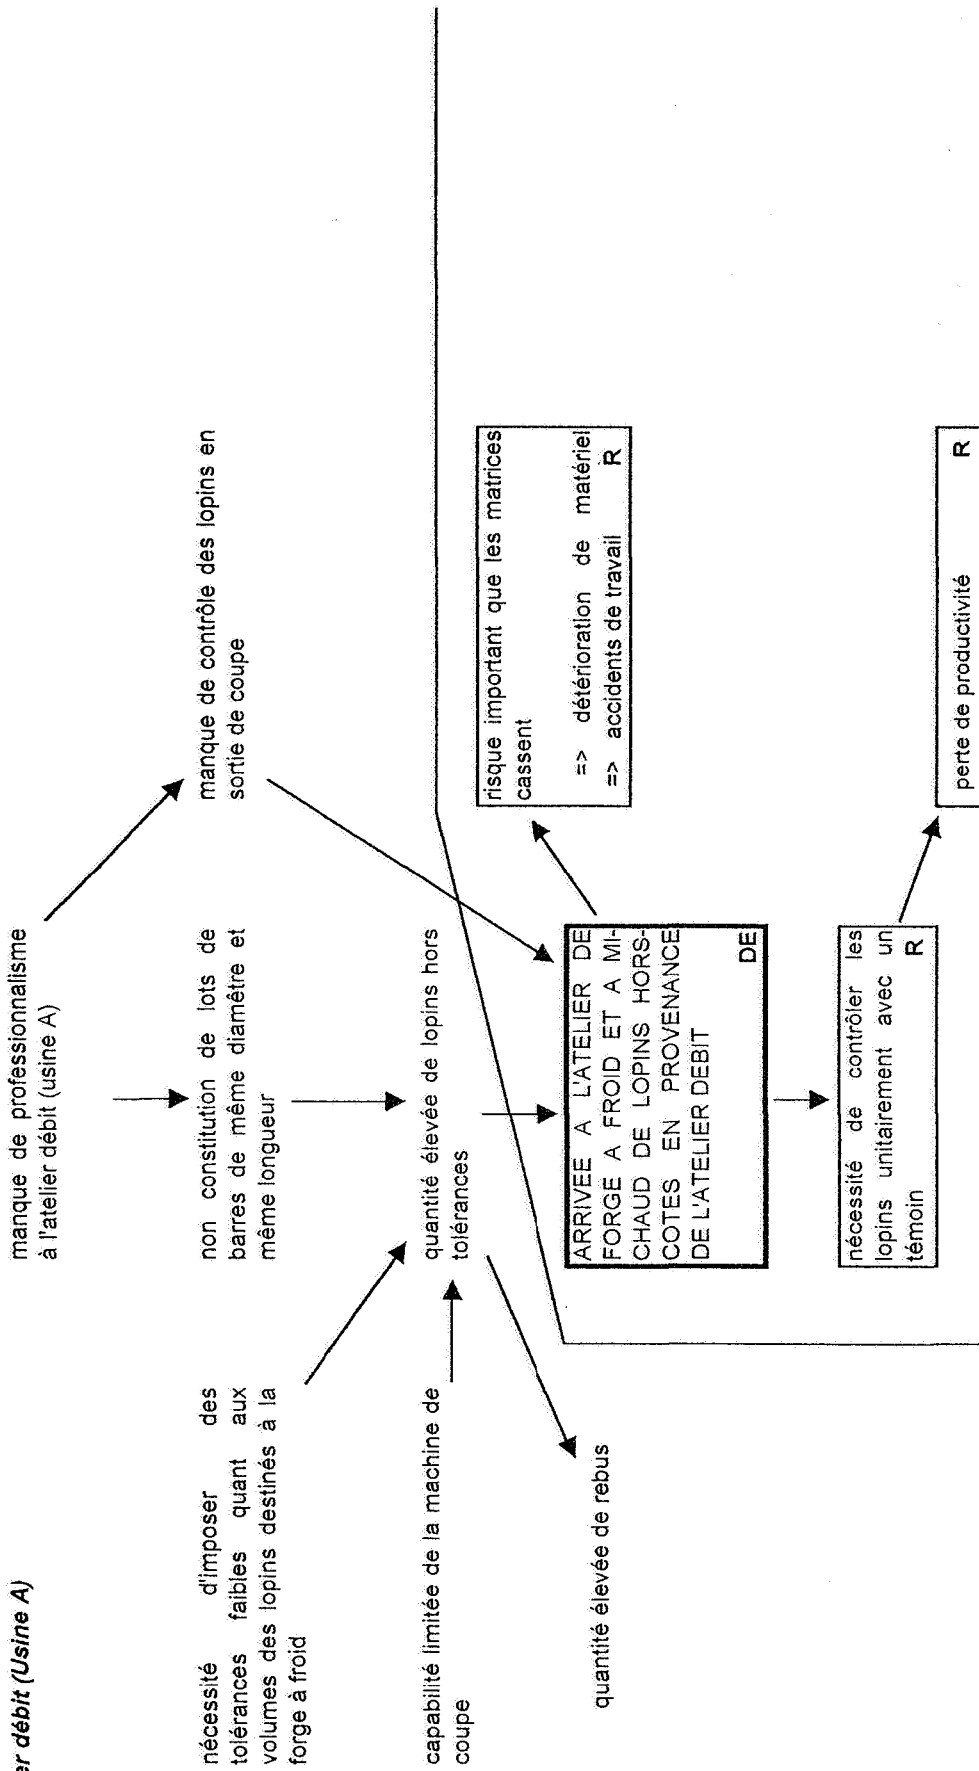 er débit (Usine A)
manque de professionnalisme
à l'atelier débit (usine A)
nécessité d'imposer des
tolérances faibles quant aux
volumes des lopins destinés à la
forge à froid
non constitution de lots de
barres de même diamêtre et
même longueur
manque de contrôle des lopins en
sortie de coupe
capabilité limitée de la machine de
coupe
quantité élevée de lopins hors
tolérances
risque important que les matrices
cassent
=> détérioration de matériel
=> accidents de travail R
quantité élevée de rebus
ARRIVEE A L'ATELIER DE
FORGE A FROID ET A MI-
CHAUD DE LOPINS HORS-
COTES EN PROVENANCE
DE L'ATELIER DEBIT
DE
nécessité de contrôler les
lopins unitairement avec un
témoin R
perte de productivité R